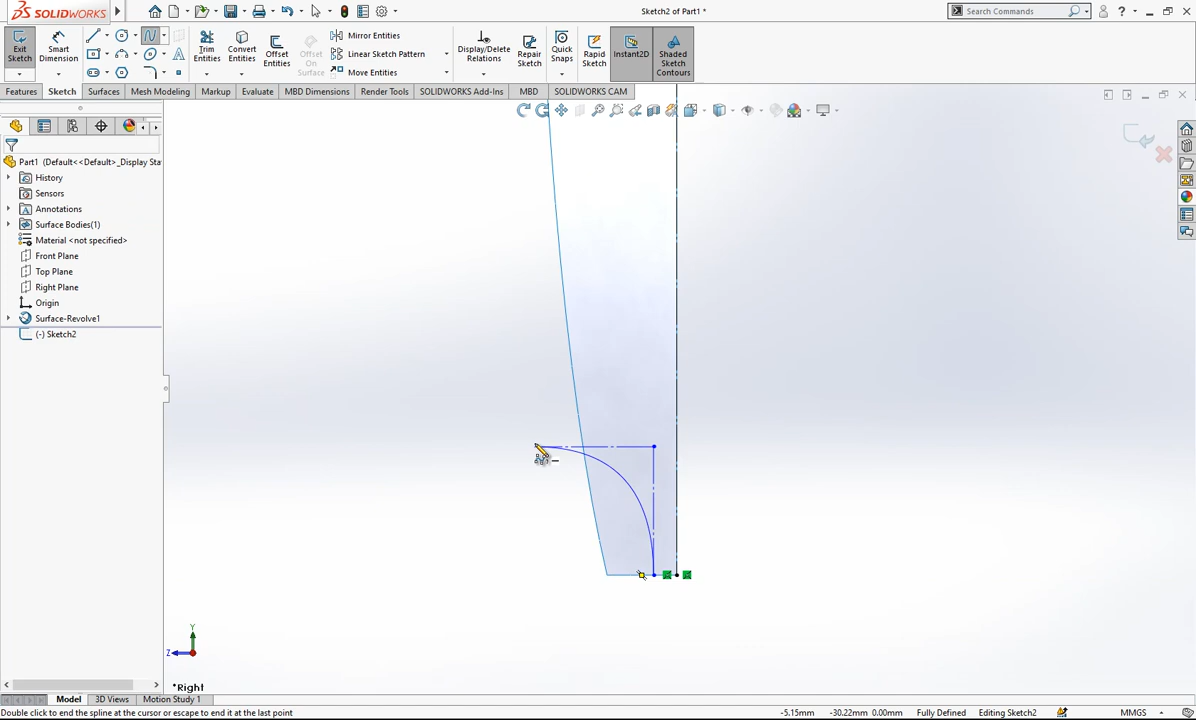 SOLIDWORKS
Sketch2 of Part1 *
Search Commands
Exit Sketch
Smart Dimension
Trim Entities
Convert Entities
Offset Entities
Offset On Surface
Mirror Entities
Linear Sketch Pattern
Move Entities
Display/Delete Relations
Repair Sketch
Quick Snaps
Rapid Sketch
Instant2D
Shaded Sketch Contours
Features
Sketch
Surfaces
Mesh Modeling
Markup
Evaluate
MBD Dimensions
Render Tools
SOLIDWORKS Add-Ins
MBD
SOLIDWORKS CAM
Part1 (Default<<Default>_Display Sta
History
Sensors
Annotations
Surface Bodies(1)
Material <not specified>
Front Plane
Top Plane
Right Plane
Origin
Surface-Revolve1
(-) Sketch2
Y
Z
*Right
Model
3D Views
Motion Study 1
Double click to end the spline at the cursor or escape to end it at the last point
-5.15mm
-30.22mm 0.00mm
Fully Defined
Editing Sketch2
MMGS